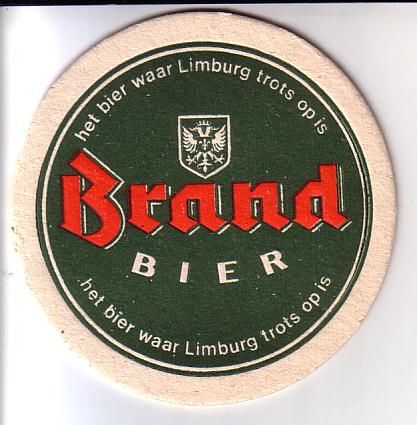 het bier waar Limburg trots op is
Brand
BIER
het bier waar Limburg trots op is